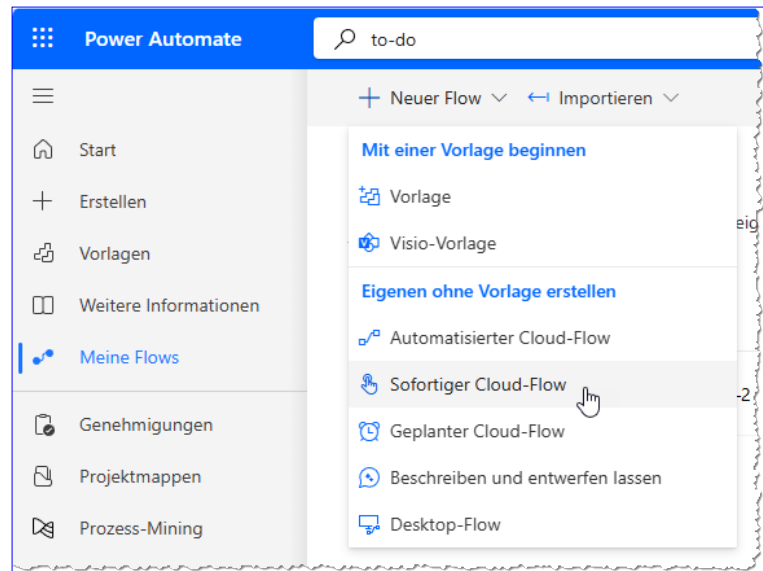 Power Automate
to-do
Neuer Flow
Importieren
Start
Erstellen
Vorlagen
Weitere Informationen
Meine Flows
Genehmigungen
Projektmappen
Prozess-Mining
Mit einer Vorlage beginnen
Vorlage
Visio-Vorlage
Eigenen ohne Vorlage erstellen
Automatisierter Cloud-Flow
Sofortiger Cloud-Flow
Geplanter Cloud-Flow
Beschreiben und entwerfen lassen
Desktop-Flow
eig
-2